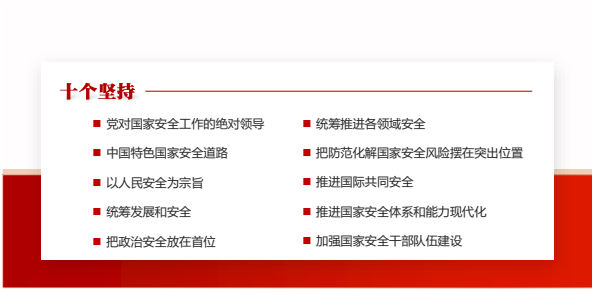 十个坚持
党对国家安全工作的绝对领导
中国特色国家安全道路
以人民安全为宗旨
统筹发展和安全
把政治安全放在首位
统筹推进各领域安全
把防范化解国家安全风险摆在突出位置
推进国际共同安全
推进国家安全体系和能力现代化
加强国家安全干部队伍建设